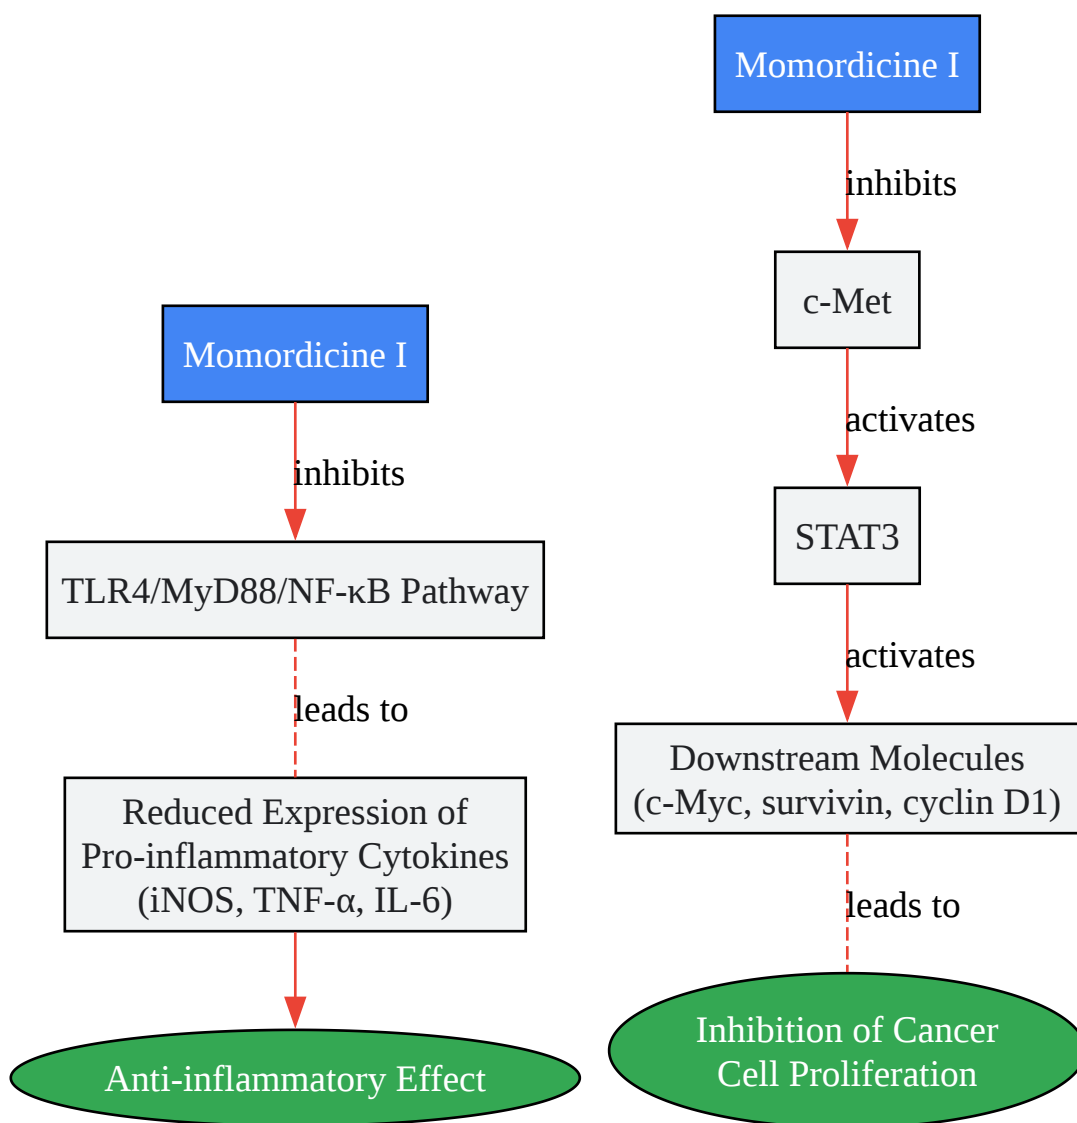 Momordicine I
inhibits
TLR4/MyD88/NF-κB Pathway
leads to
Reduced Expression of
Pro-inflammatory Cytokines
(iNOS, TNF-α, IL-6)
Anti-inflammatory Effect
Momordicine I
inhibits
c-Met
activates
STAT3
activates
Downstream Molecules
(c-Myc, survivin, cyclin D1)
leads to
Inhibition of Cancer
Cell Proliferation